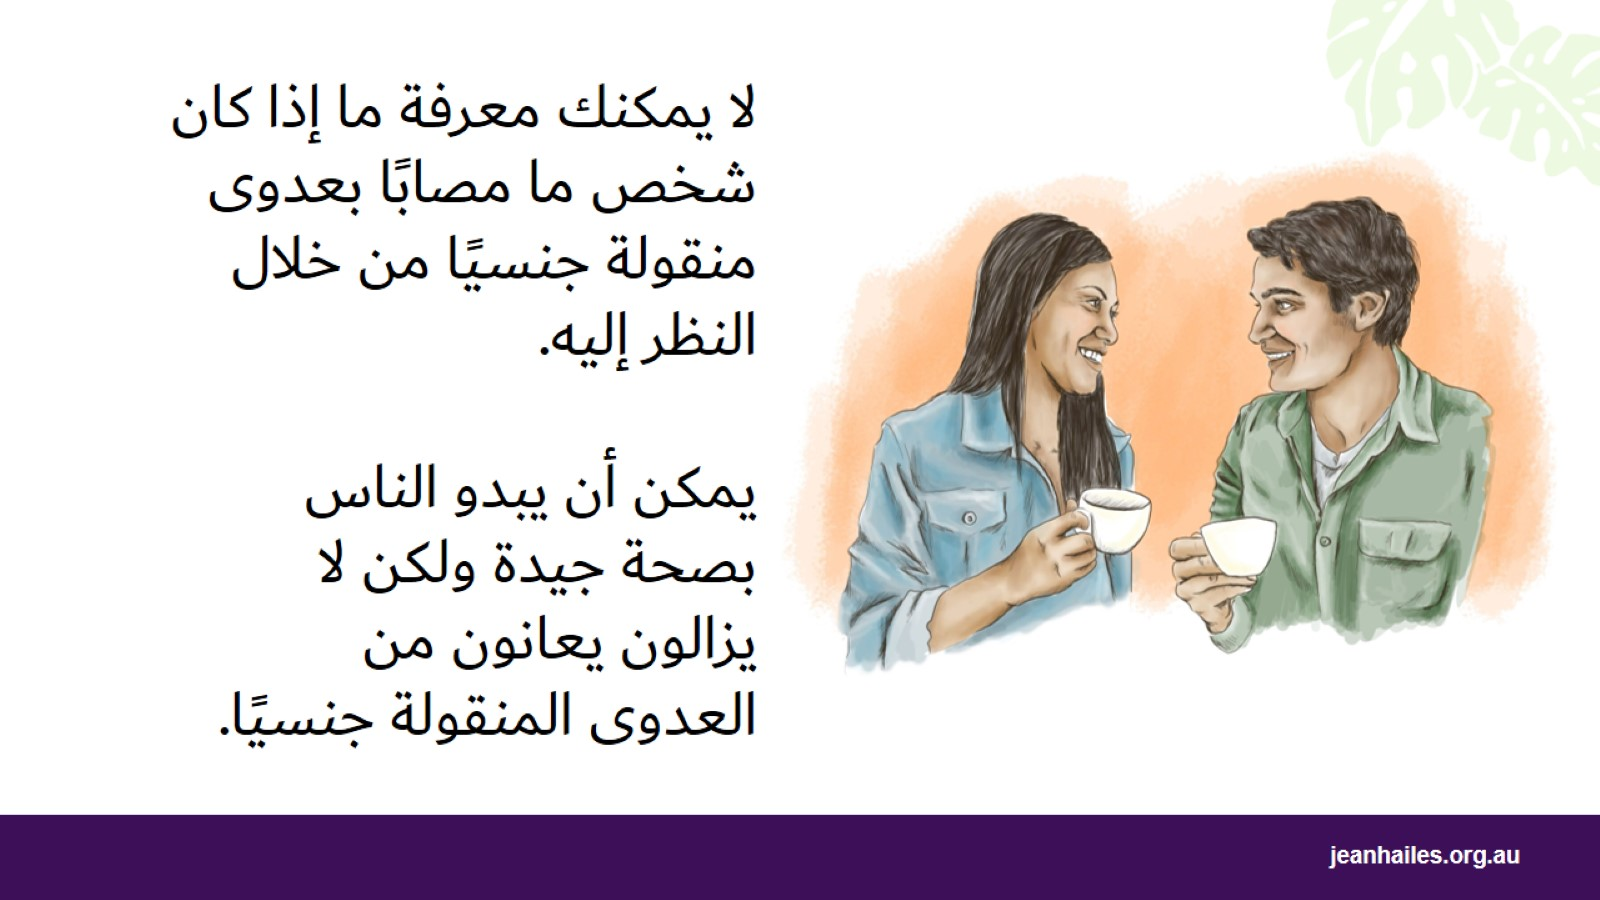 لا يمكنك معرفة ما إذا كان
شخص ما مصابًا بعدوى
منقولة جنسيًا من خلال
النظر إليه.
يمكن أن يبدو الناس
بصحة جيدة ولكن لا
يزالون يعانون من
العدوى المنقولة جنسيًا.
jeanhailes.org.au